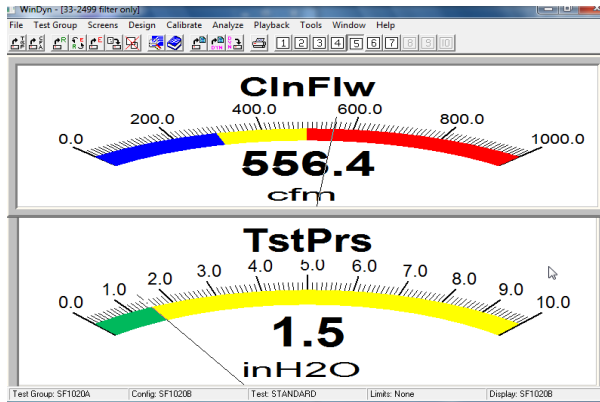 WinDyn - [33-2499 filter only]
File Test Group Screens Design Calibrate Analyze Playback Tools Window Help
1 2 3 4 5 6 7 8 9 10
ClnFlw
0.0 200.0 400.0 600.0 800.0 1000.0
556.4
cfm
TstPrs
0.0 1.0 2.0 3.0 4.0 5.0 6.0 7.0 8.0 9.0 10.0
1.5
inH2O
Test Group: SF1020A Config: SF1020B Test: STANDARD Limits: None Display: SF1020B